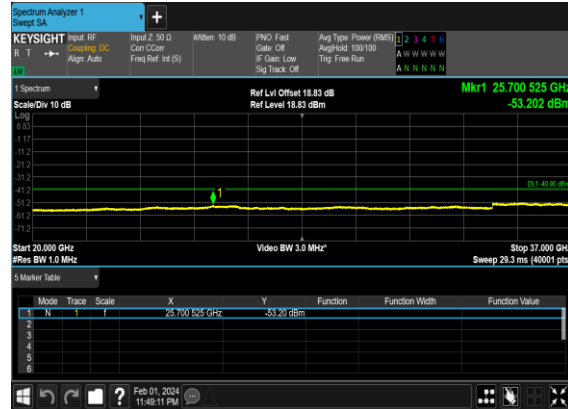 Spectrum Analyzer 1
Swept SA
KEYSIGHT Input: RF Input Z: 50 Ω #Atten: 10 dB PNO: Fast Avg Type: Power (RMS) 1 2 3 4 5 6
R T Coupling: DC Corr CCorr Gate: Off Avg|Hold: 100/100 A W W W W W
Align: Auto Freq Ref: Int (S) IF Gain: Low Trig: Free Run
Sig Track: Off A N N N N N
1 Spectrum Ref Lvl Offset 18.83 dB Mkr1 25.700 525 GHz
Scale/Div 10 dB Ref Level 18.83 dBm -53.202 dBm
Log
8.83
-1.17
-11.2
-21.2
-31.2
DL1 -40.00 dBm
-41.2
1
-51.2
-61.2
-71.2
Start 20.000 GHz Video BW 3.0 MHz* Stop 37.000 GHz
#Res BW 1.0 MHz Sweep 29.3 ms (40001 pts)
5 Marker Table
Mode Trace Scale X Y Function Function Width Function Value
1 N 1 f 25.700 525 GHz -53.20 dBm
2
3
4
5
6
Feb 01, 2024
11:49:11 PM